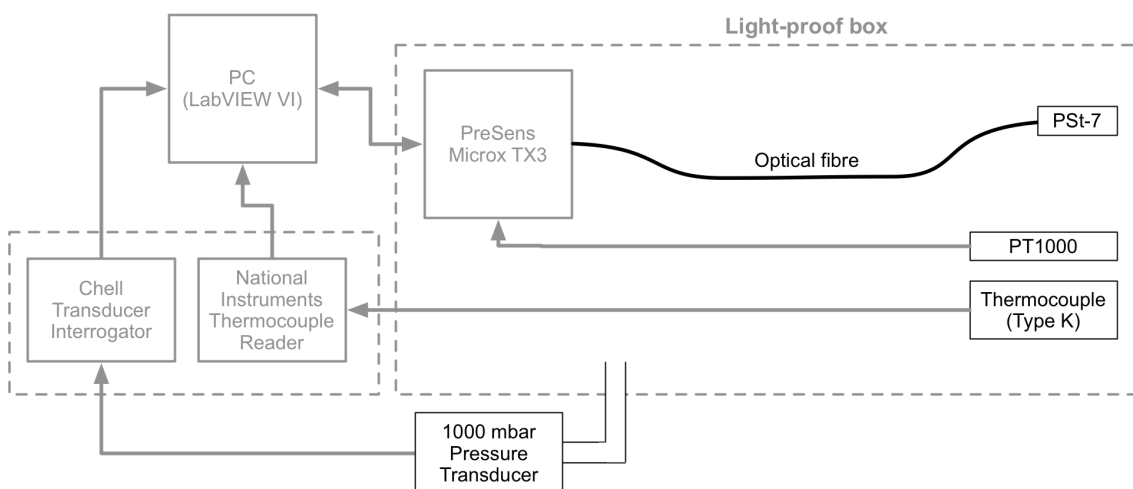 Light-proof box
PC
(LabVIEW VI)
PreSens
Microx TX3
Optical fibre
PSt-7
PT1000
Thermocouple
(Type K)
Chell
Transducer
Interrogator
National
Instruments
Thermocouple
Reader
1000 mbar
Pressure
Transducer